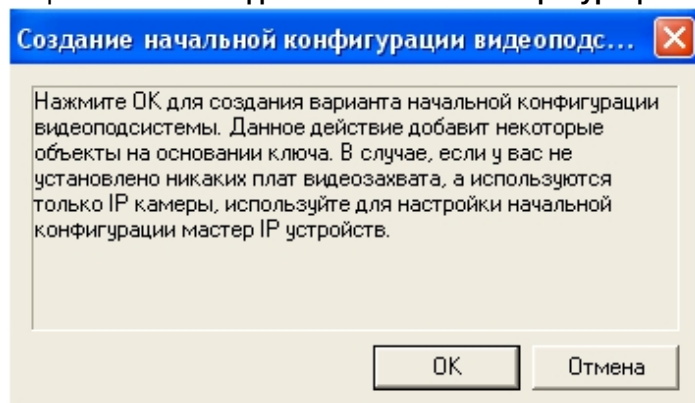 Создание начальной конфигурации видеоподс...
Нажмите ОК для создания варианта начальной конфигурации
видеоподсистемы. Данное действие добавит некоторые
объекты на основании ключа. В случае, если у вас не
установлено никаких плат видеозахвата, а используются
только IP камеры, используйте для настройки начальной
конфигурации мастер IP устройств.
ОК
Отмена